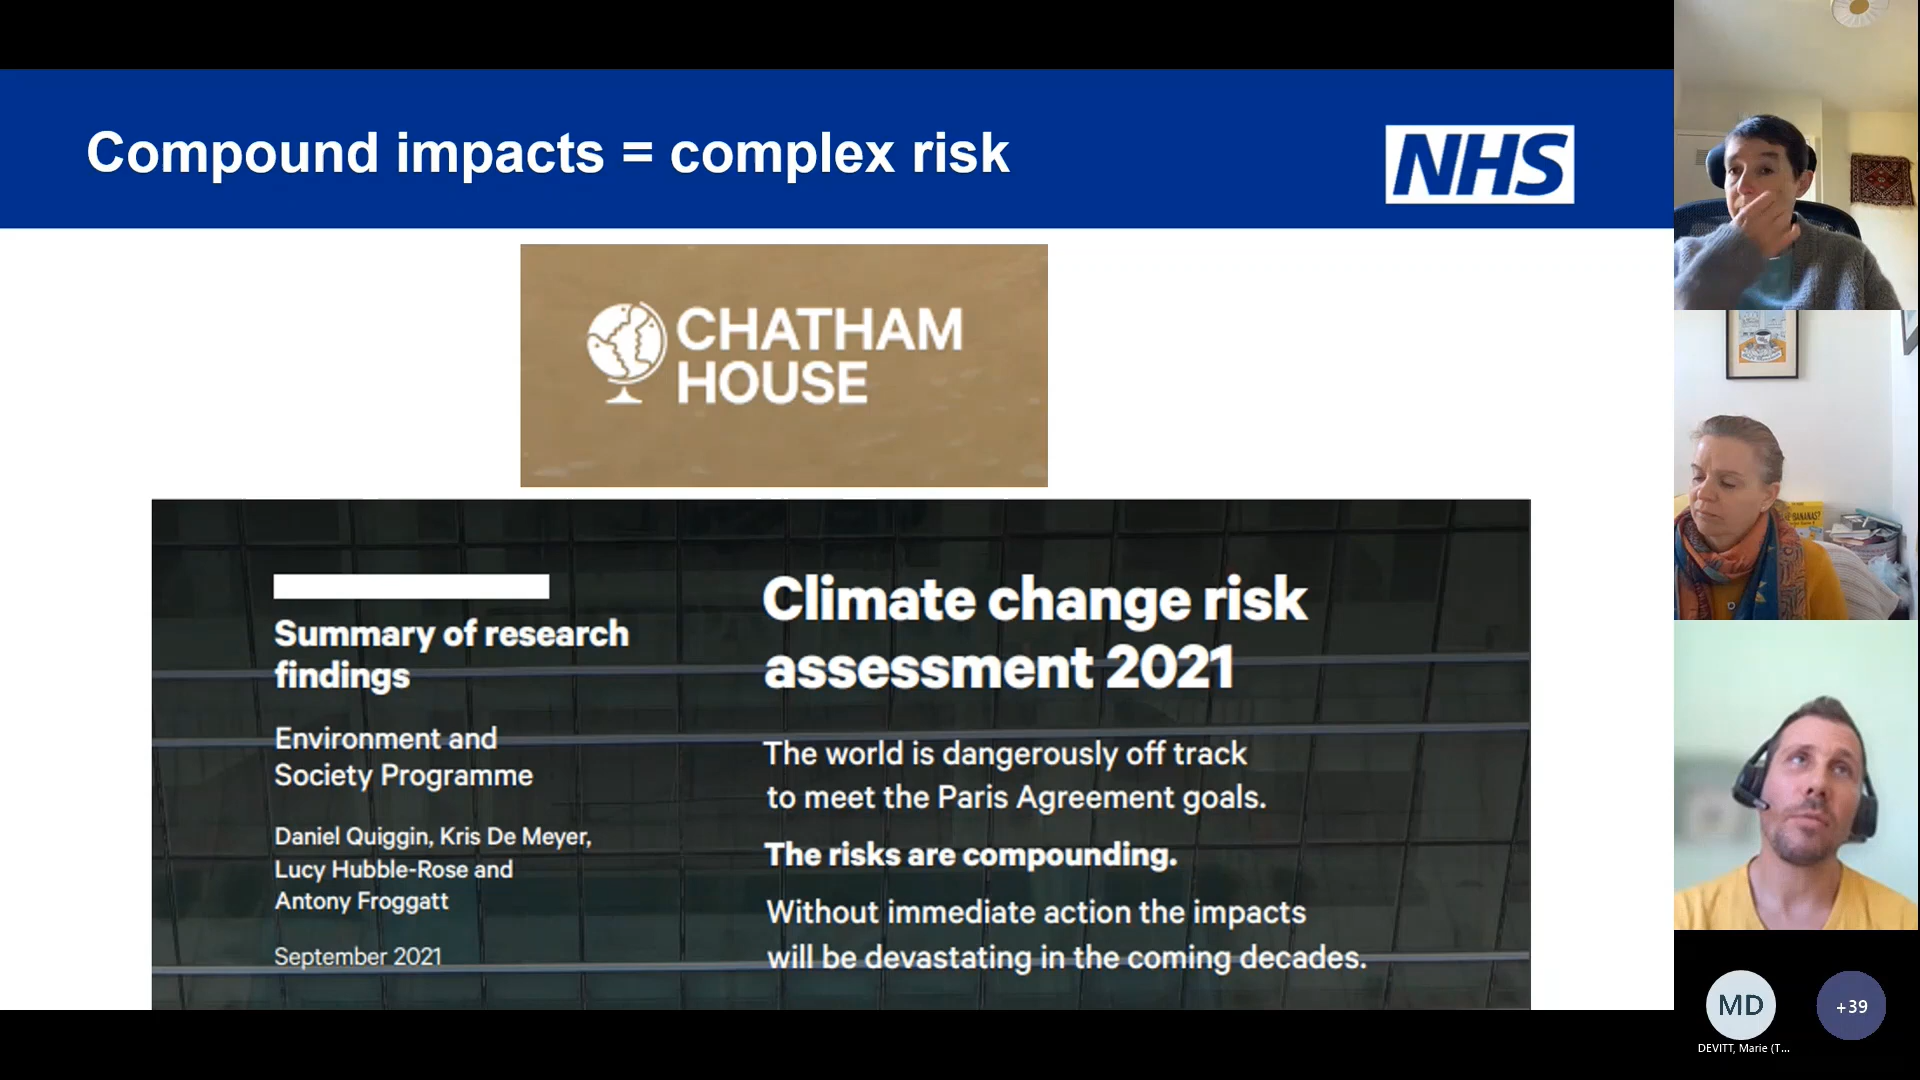 Compound impacts = complex risk
NHS
CHATHAM
HOUSE
Summary of research
findings
Environment and
Society Programme
Daniel Quiggin, Kris De Meyer,
Lucy Hubble-Rose and
Antony Froggatt
September 2021
Climate change risk
assessment 2021
The world is dangerously off track
to meet the Paris Agreement goals.
The risks are compounding.
Without immediate action the impacts
will be devastating in the coming decades.
BANANAS?
MD
+39
DEVITT, Marie (T...